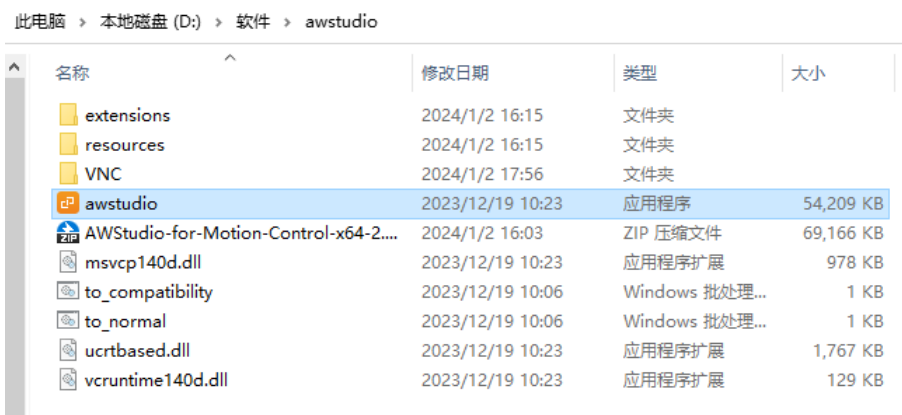 此电脑 › 本地磁盘 (D:) › 软件 › awstudio
名称 修改日期 类型 大小
extensions 2024/1/2 16:15 文件夹
resources 2024/1/2 16:15 文件夹
VNC 2024/1/2 17:56 文件夹
awstudio 2023/12/19 10:23 应用程序 54,209 KB
ZIP AWStudio-for-Motion-Control-x64-2.... 2024/1/2 16:03 ZIP 压缩文件 69,166 KB
msvcp140d.dll 2023/12/19 10:23 应用程序扩展 978 KB
to_compatibility 2023/12/19 10:06 Windows 批处理... 1 KB
to_normal 2023/12/19 10:06 Windows 批处理... 1 KB
ucrtbased.dll 2023/12/19 10:23 应用程序扩展 1,767 KB
vcruntime140d.dll 2023/12/19 10:23 应用程序扩展 129 KB